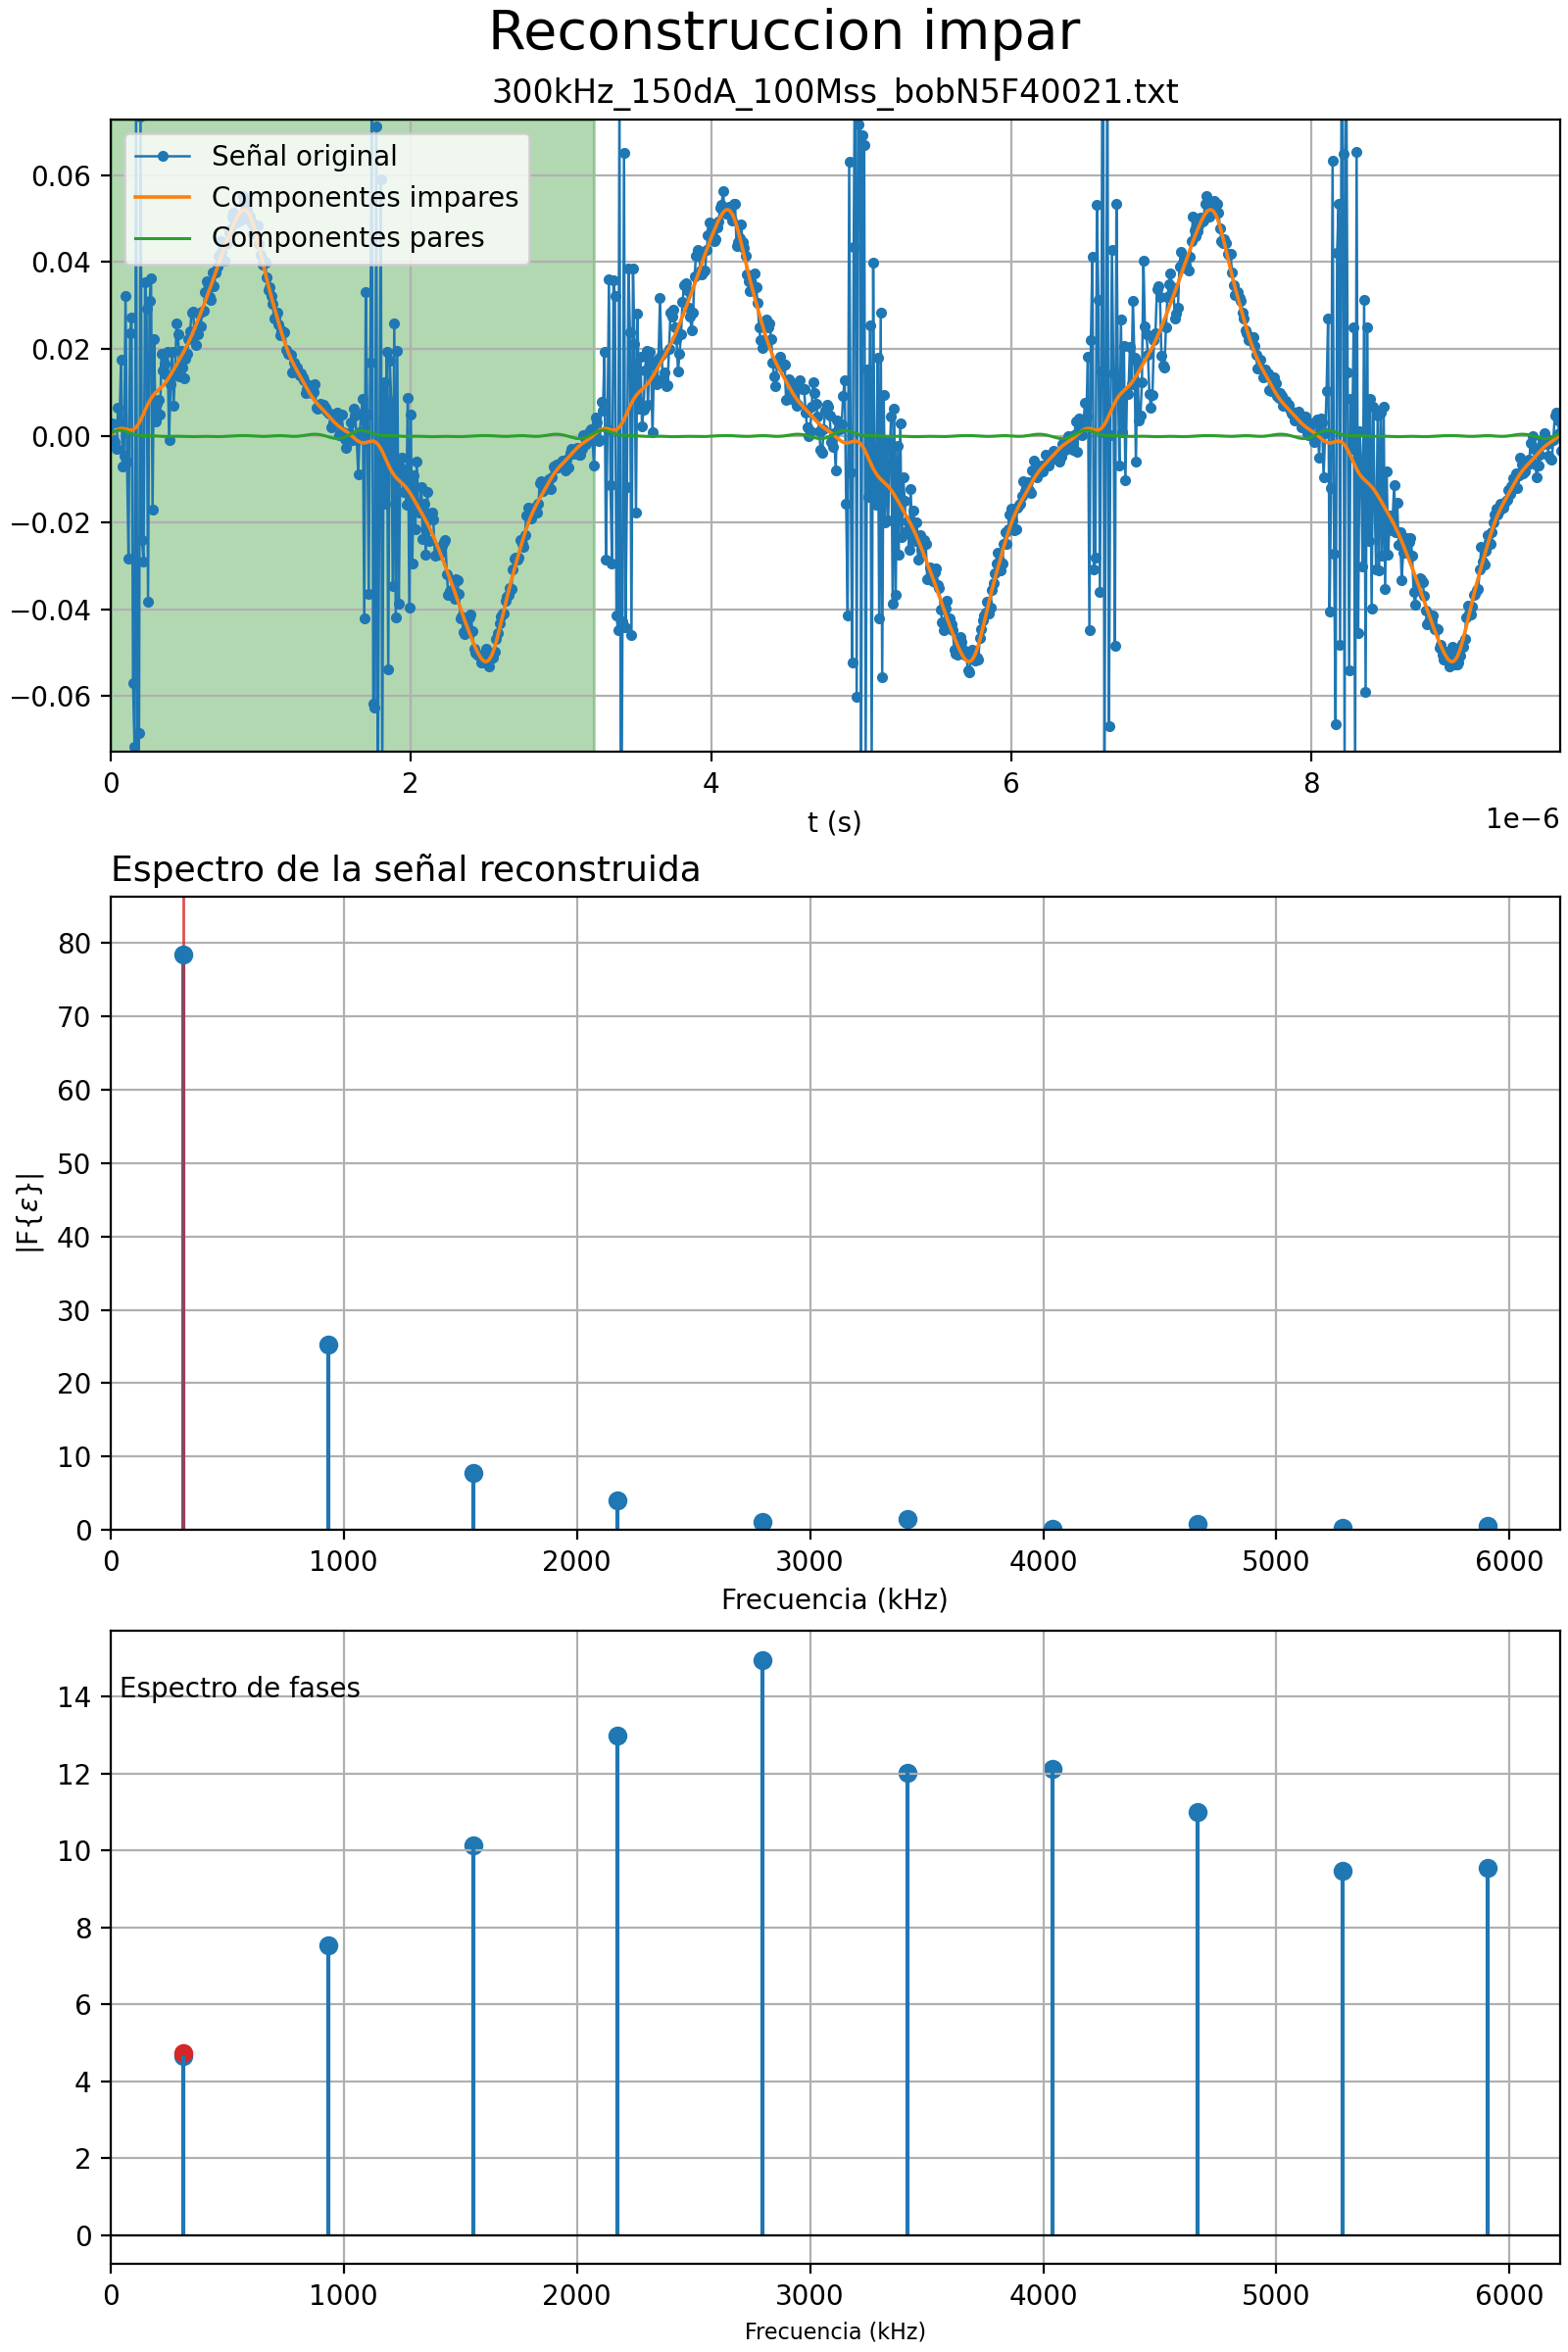 Reconstruccion impar
300kHz_150dA_100Mss_bobN5F40021.txt
Señal original
Componentes impares
Componentes pares
0.06
0.04
0.02
0.00
−0.02
−0.04
−0.06
0 2 4 6 8
t (s)
1e−6
Espectro de la señal reconstruida
80
70
60
50
40
30
20
10
0
|F{ε}|
0 1000 2000 3000 4000 5000 6000
Frecuencia (kHz)
Espectro de fases
14
12
10
8
6
4
2
0
0 1000 2000 3000 4000 5000 6000
Frecuencia (kHz)